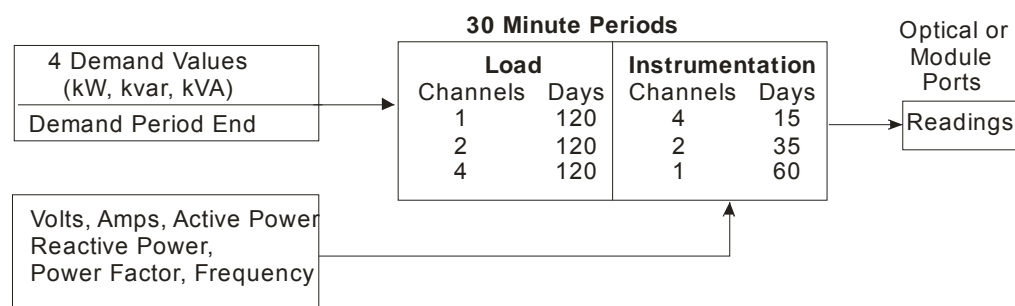 30 Minute Periods
4 Demand Values
(kW, kvar, kVA)
Demand Period End
Load
Channels Days
1 120
2 120
4 120
Instrumentation
Channels Days
4 15
2 35
1 60
Optical or
Module
Ports
Readings
Volts, Amps, Active Power
Reactive Power,
Power Factor, Frequency